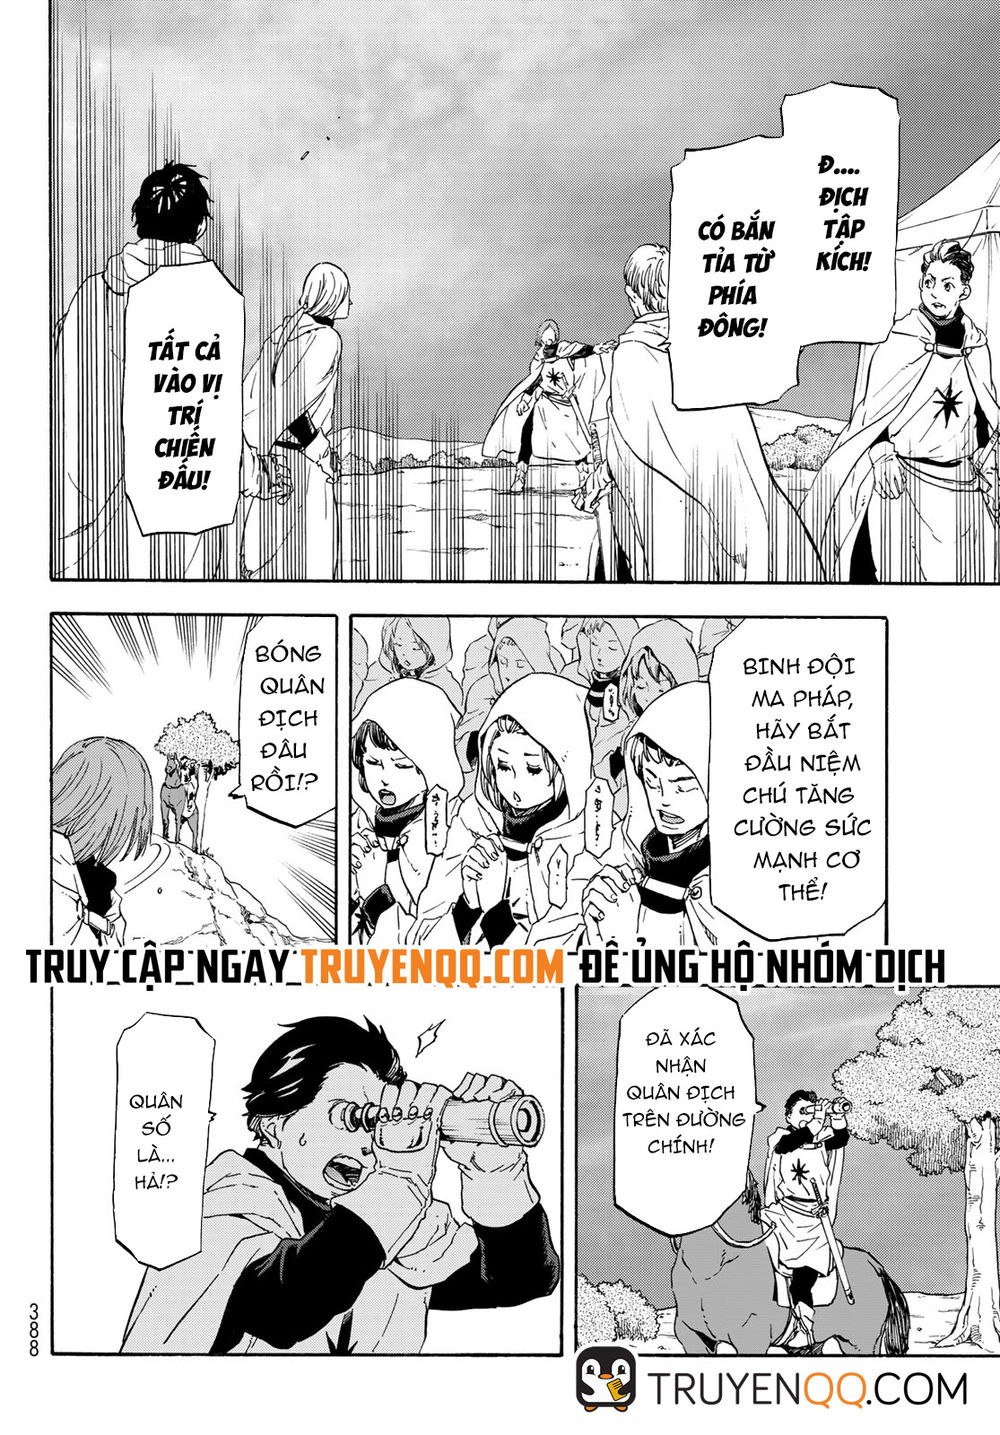 Đ....
ĐỊCH
TẬP
KÍCH!
CÓ BẮN
TỈA TỪ
PHÍA
ĐÔNG!
TẤT CẢ
VÀO VỊ
TRÍ
CHIẾN
ĐẤU!
BINH ĐỘI
MA PHÁP,
HÃY BẮT
ĐẦU NIỆM
CHÚ TĂNG
CƯỜNG SỨC
MẠNH CƠ
THỂ!
BÓNG
QUÂN
ĐỊCH
ĐÂU
RỒI!?
TRUY CẬP NGAY TRUYENQQ.COM ĐỂ ỦNG HỘ NHÓM DỊCH
ĐÃ XÁC
NHẬN
QUÂN ĐỊCH
TRÊN ĐƯỜNG
CHÍNH!
QUÂN
SỐ
LÀ...
HẢ!?
388
TRUYENQQ.COM